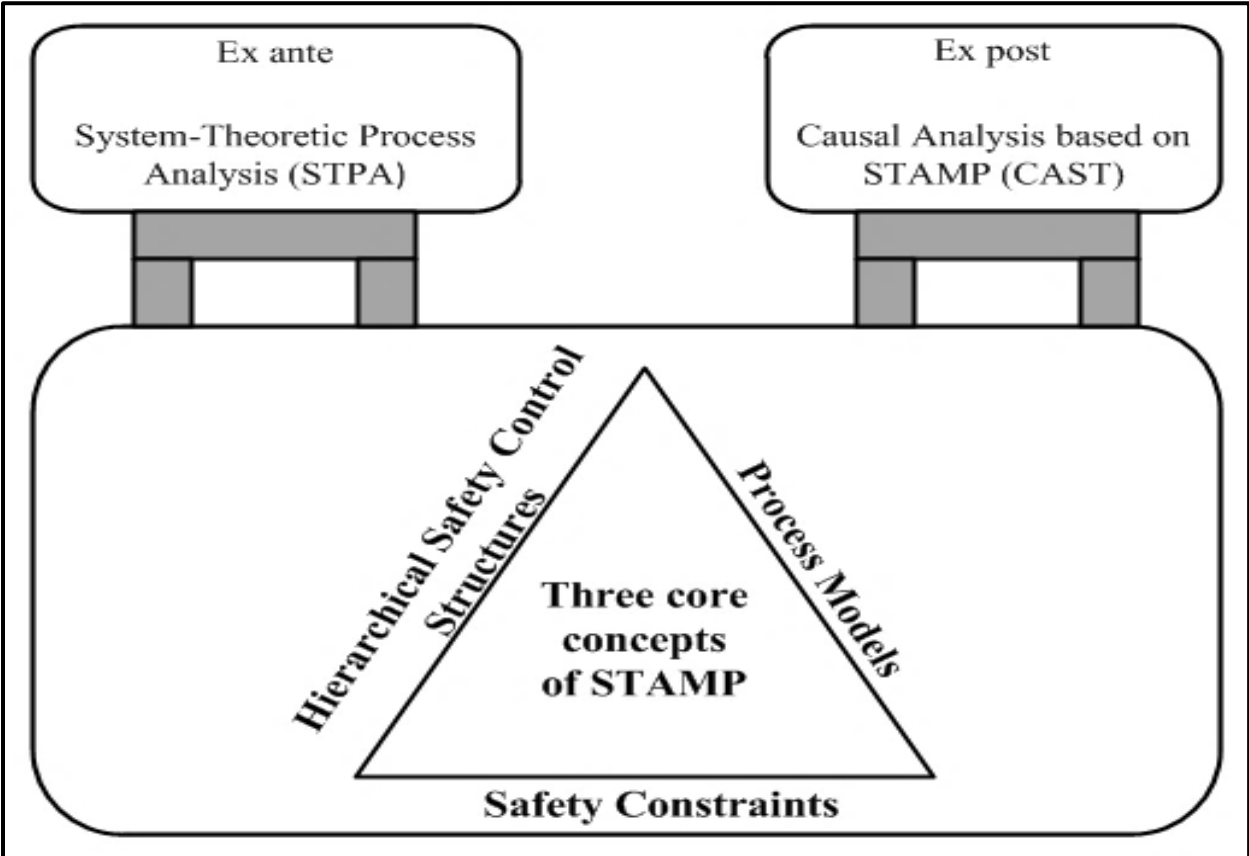 Ex ante
System-Theoretic Process
Analysis (STPA)
Ex post
Causal Analysis based on
STAMP (CAST)
Hierarchical Safety Control
Structures
Process Models
Three core
concepts
of STAMP
Safety Constraints